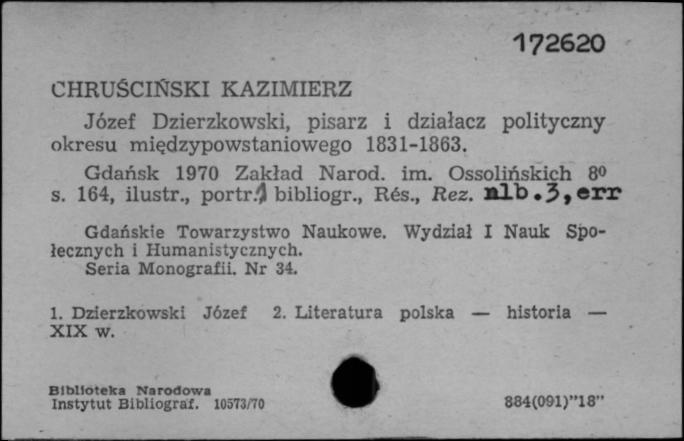 172620
CHRUŚCIŃSKI KAZIMIERZ
Józef Dzierzkowski, pisarz i działacz polityczny
okresu międzypowstaniowego 1831-1863.
Gdańsk 1970 Zakład Narod. im. Ossolińskich 8º
s. 164, ilustr., portr., bibliogr., Rés., Rez. nlb.3,err
Gdańskie Towarzystwo Naukowe. Wydział I Nauk Spo-
łecznych i Humanistycznych.
Seria Monografii. Nr 34.
1. Dzierzkowski Józef 2. Literatura polska — historia —
XIX w.
Biblioteka Narodowa
Instytut Bibliograf. 10573/70
884(091)"18"